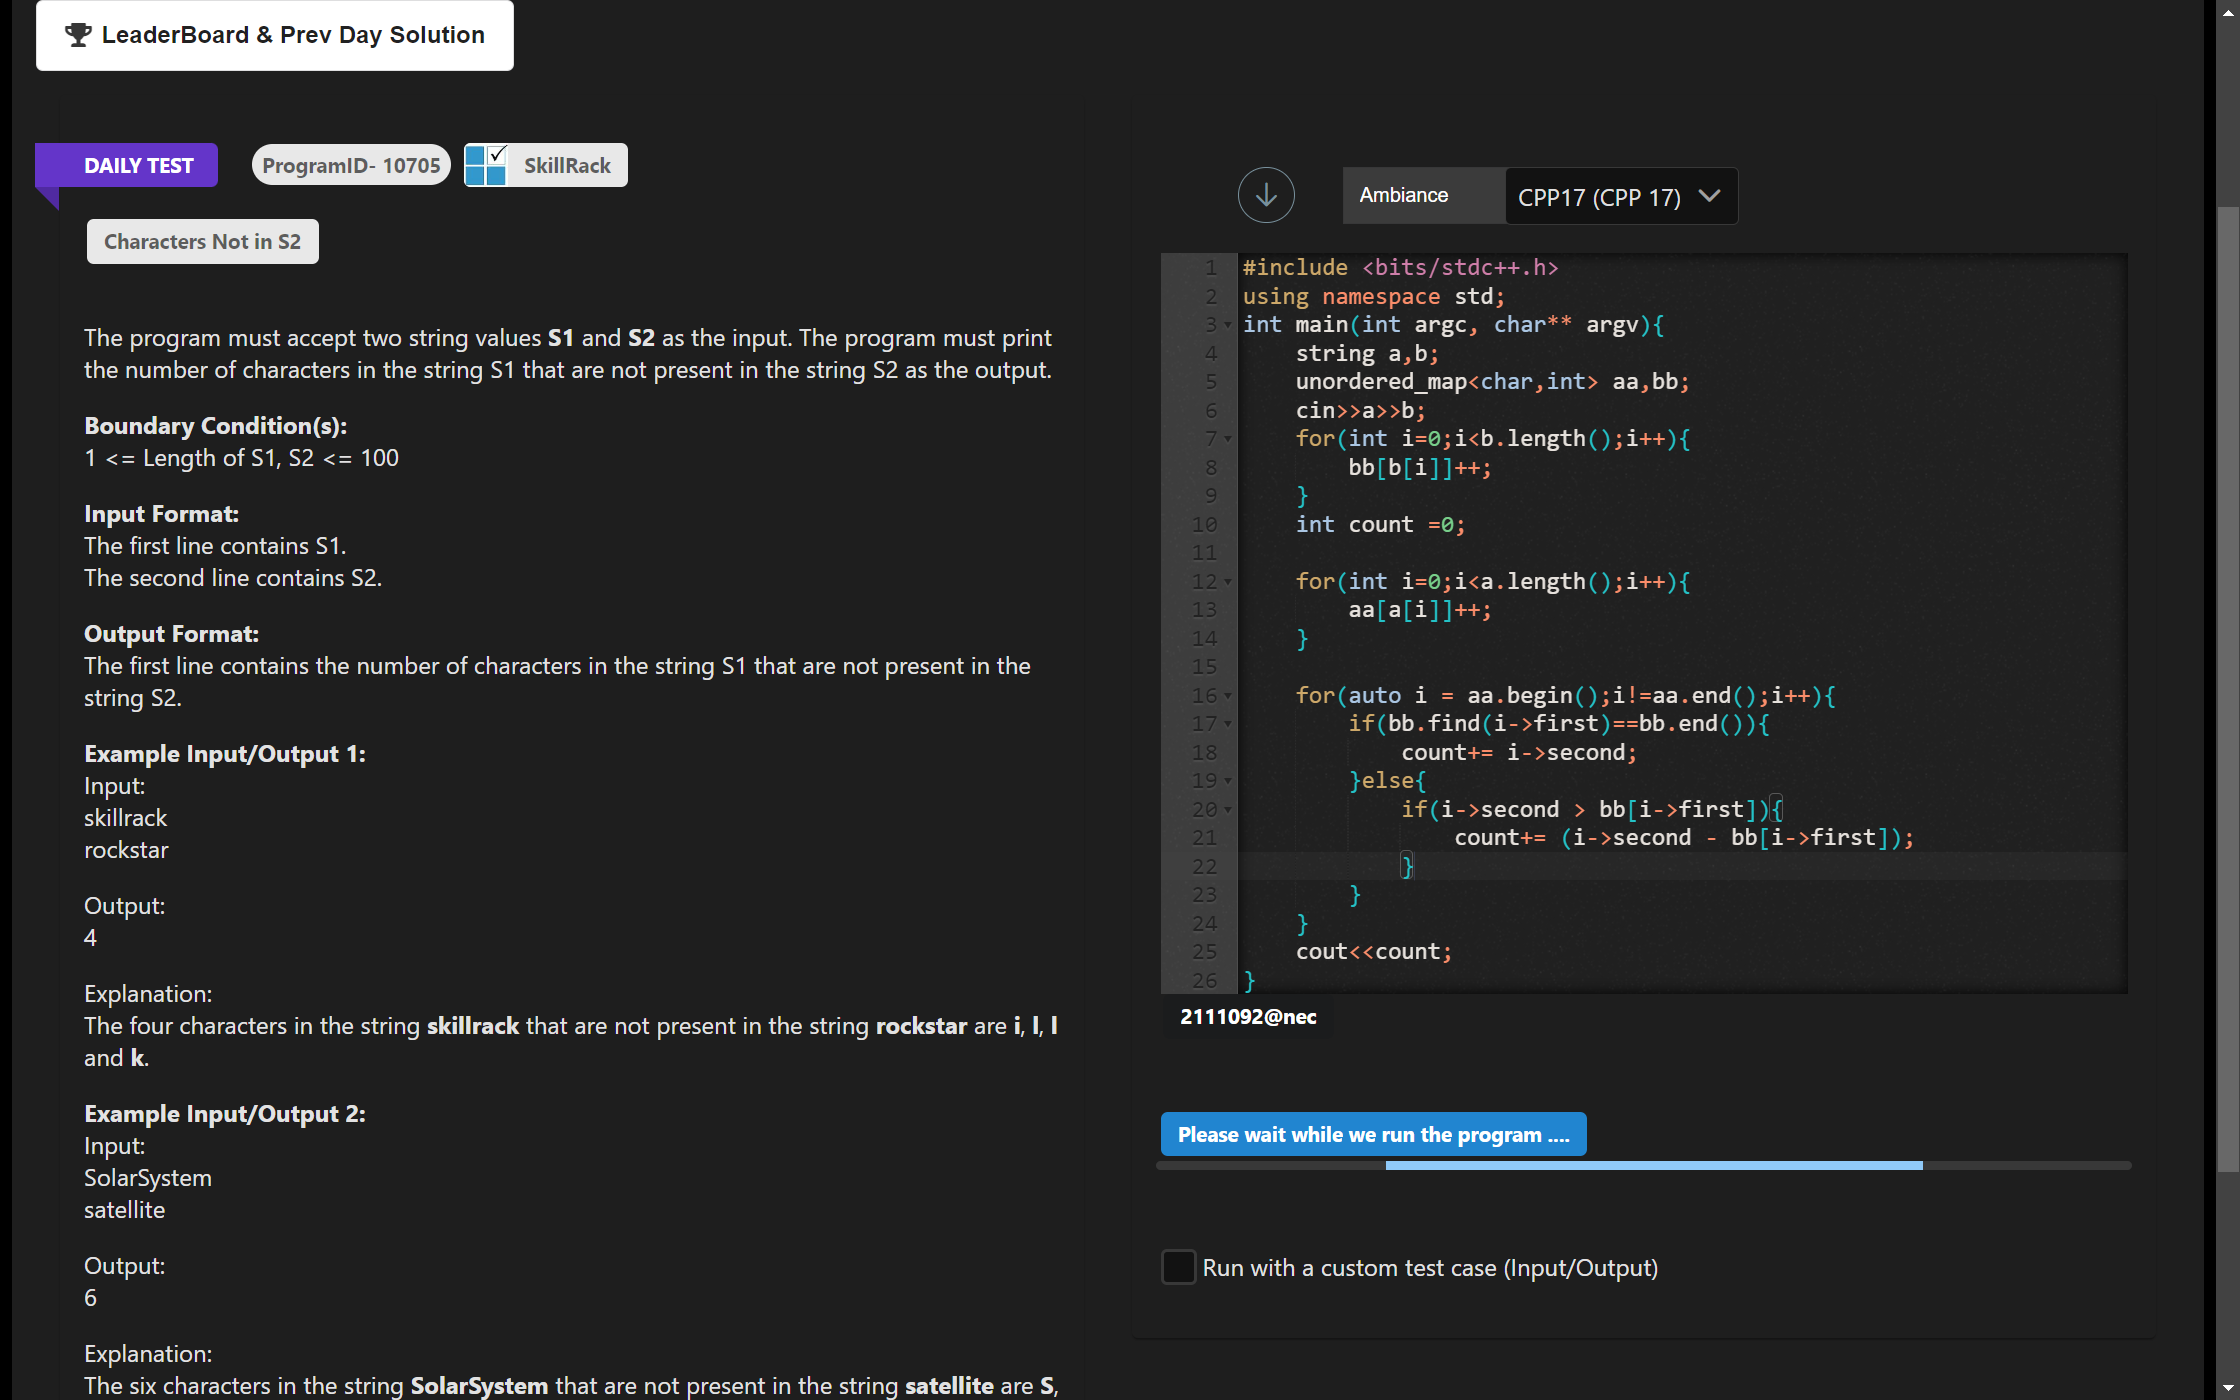 LeaderBoard & Prev Day Solution
DAILY TEST
ProgramID- 10705
SkillRack
Characters Not in S2
The program must accept two string values S1 and S2 as the input. The program must print
the number of characters in the string S1 that are not present in the string S2 as the output.
Boundary Condition(s):
1 <= Length of S1, S2 <= 100
Input Format:
The first line contains S1.
The second line contains S2.
Output Format:
The first line contains the number of characters in the string S1 that are not present in the
string S2.
Example Input/Output 1:
Input:
skillrack
rockstar
Output:
4
Explanation:
The four characters in the string skillrack that are not present in the string rockstar are i, l, l
and k.
Example Input/Output 2:
Input:
SolarSystem
satellite
Output:
6
Explanation:
The six characters in the string SolarSystem that are not present in the string satellite are S,
Ambiance
CPP17 (CPP 17)
1 #include <bits/stdc++.h>
2 using namespace std;
3 int main(int argc, char** argv){
4     string a,b;
5     unordered_map<char,int> aa,bb;
6     cin>>a>>b;
7     for(int i=0;i<b.length();i++){
8         bb[b[i]]++;
9     }
10     int count =0;
11
12     for(int i=0;i<a.length();i++){
13         aa[a[i]]++;
14     }
15
16     for(auto i = aa.begin();i!=aa.end();i++){
17         if(bb.find(i->first)==bb.end()){
18             count+= i->second;
19         }else{
20             if(i->second > bb[i->first]){
21                 count+= (i->second - bb[i->first]);
22             }
23         }
24     }
25     cout<<count;
26 }
2111092@nec
Please wait while we run the program ....
Run with a custom test case (Input/Output)